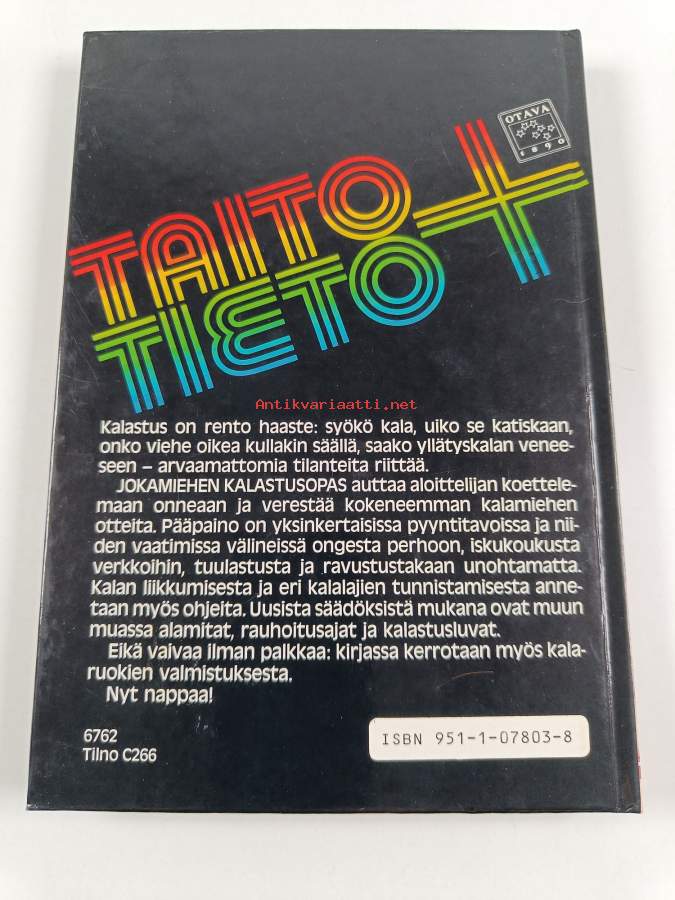 OTAVA
1890
TAITO
TIETO +
Antikvariaatti.net
Kalastus on rento haaste: syökö kala, uiko se katiskaan,
onko viehe oikea kullakin säällä, saako yllätyskalan venee-
seen – arvaamattomia tilanteita riittää.
JOKAMIEHEN KALASTUSOPAS auttaa aloittelijan koettele-
maan onneaan ja verestää kokeneemman kalamiehen
otteita. Pääpaino on yksinkertaisissa pyyntitavoissa ja nii-
den vaatimissa välineissä ongesta perhoon, iskukoukusta
verkkoihin, tuulastusta ja ravustustakaan unohtamatta.
Kalan liikkumisesta ja eri kalalajien tunnistamisesta anne-
taan myös ohjeita. Uusista säädöksistä mukana ovat muun
muassa alamitat, rauhoitusajat ja kalastusluvat.
Eikä vaivaa ilman palkkaa: kirjassa kerrotaan myös kala-
ruokien valmistuksesta.
Nyt nappaa!
6762
Tilno C266
ISBN 951-1-07803-8